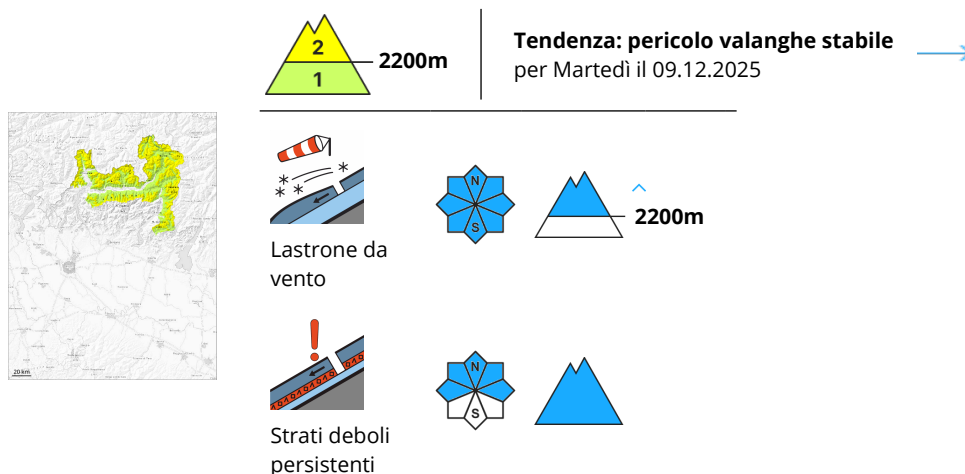 2
1
2200m
Tendenza: pericolo valanghe stabile
per Martedì il 09.12.2025
N
S
2200m
Lastrone da
vento
20 km
N
S
Strati deboli
persistenti